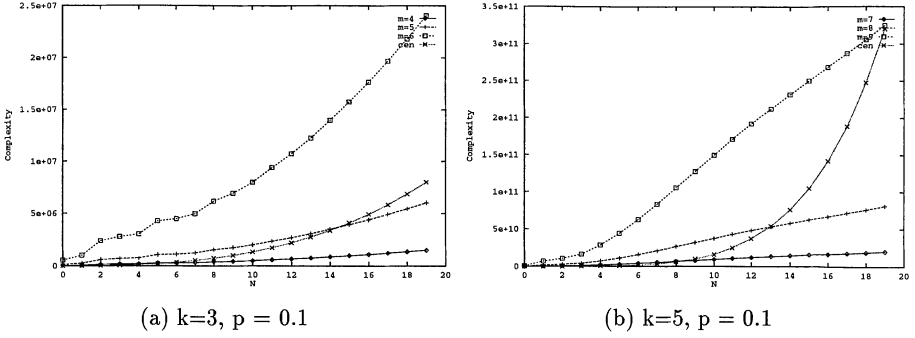 2.5e+07
2e+07
1.5e+07
1e+07
5e+06
0
Complexity
0 2 4 6 8 10 12 14 16 18 20
N
m=4
m=5
m=6
cen
(a) k=3, p = 0.1
3.5e+11
3e+11
2.5e+11
2e+11
1.5e+11
1e+11
5e+10
0
Complexity
0 2 4 6 8 10 12 14 16 18 20
N
m=7
m=8
m=9
cen
(b) k=5, p = 0.1